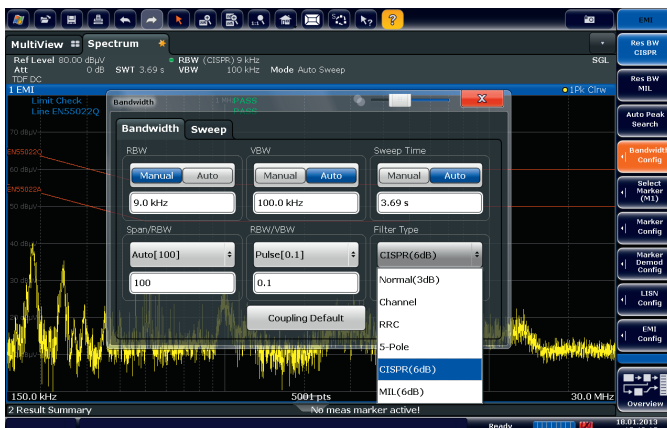 EMI
MultiView Spectrum
Ref Level 80.00 dBµV RBW (CISPR) 9 kHz SGL
Att 0 dB SWT 3.69 s VBW 100 kHz Mode Auto Sweep
TDF DC
1 EMI 1Pk Clrw
Limit Check PASS
Line EN55022Q PASS
Bandwidth
X
Bandwidth Sweep
70 dBµV
RBW VBW Sweep Time
EN55022Q
60 dBµV
Manual Auto Manual Auto Manual Auto
EN55022A
50 dBµV
9.0 kHz 100.0 kHz 3.69 s
Span/RBW RBW/VBW Filter Type
40 dBµV
Auto[100] Pulse[0.1] CISPR(6dB)
100 0.1
Normal(3dB)
Channel
Coupling Default
RRC
5-Pole
CISPR(6dB)
MIL(6dB)
150.0 kHz 5001 pts 30.0 MHz
2 Result Summary No meas marker active!
Ready 18.01.2013
Res BW
CISPR
Res BW
MIL
Auto Peak
Search
Bandwidth
Config
Select
Marker
(M1)
Marker
Config
Marker
Demod
Config
LISN
Config
EMI
Config
Overview